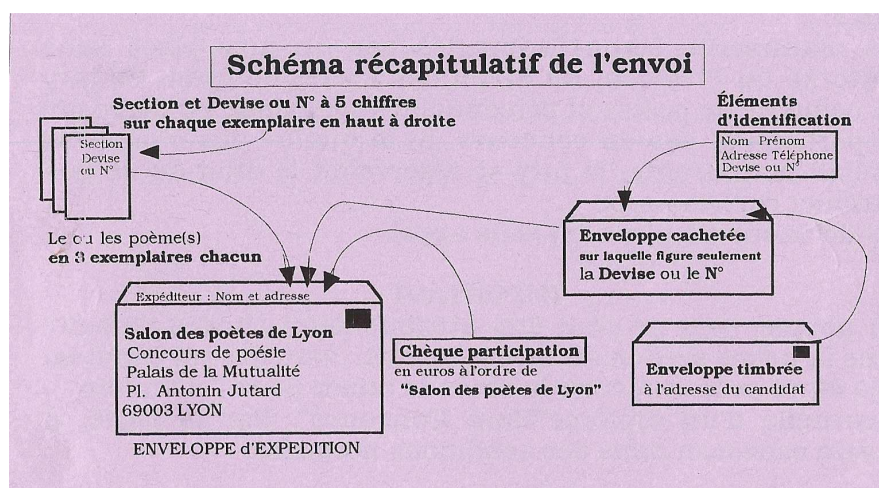 Schéma récapitulatif de l'envoi
Section et Devise ou N° à 5 chiffres
sur chaque exemplaire en haut à droite
Section
Devise
ou N°
Le ou les poème(s)
en 3 exemplaires chacun
Éléments
d'identification
Nom Prénom
Adresse Téléphone
Devise ou N°
Enveloppe cachetée
sur laquelle figure seulement
la Devise ou le N°
Enveloppe timbrée
à l'adresse du candidat
Chèque participation
en euros à l'ordre de
"Salon des poètes de Lyon"
Expéditeur : Nom et adresse
Salon des poètes de Lyon
Concours de poésie
Palais de la Mutualité
Pl. Antonin Jutard
69003 LYON
ENVELOPPE d'EXPEDITION